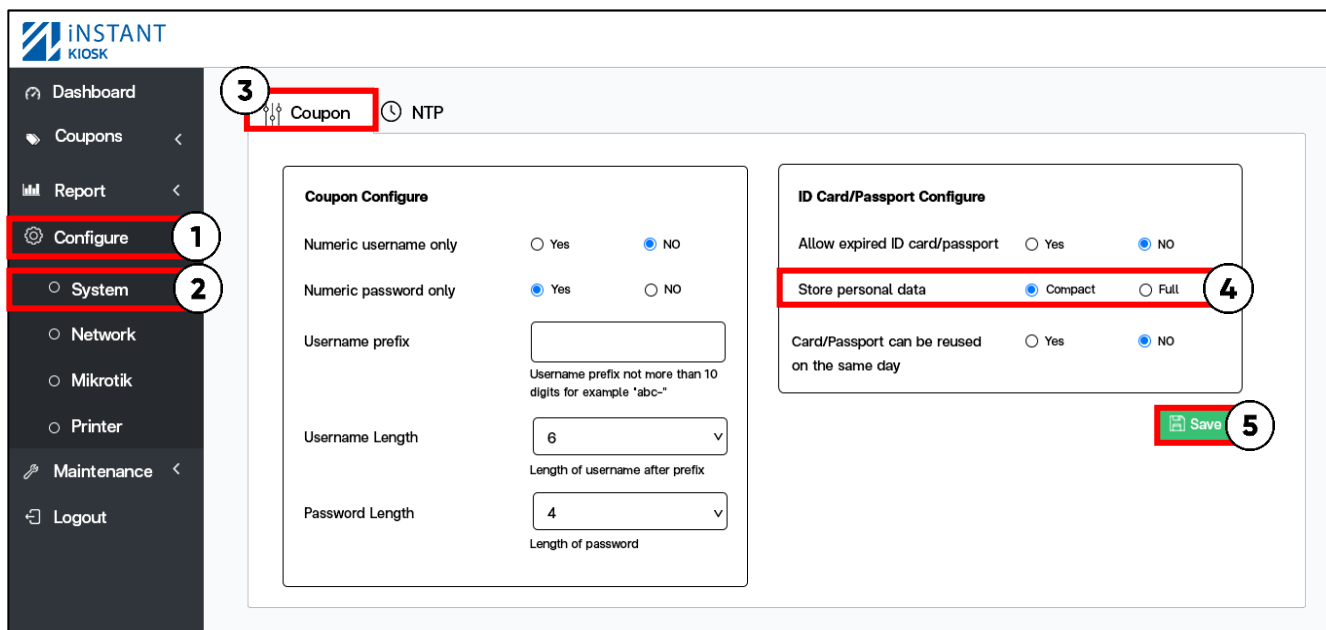 iNSTANT
KIOSK
Dashboard
Coupons
Report
Configure 1
System 2
Network
Mikrotik
Printer
Maintenance
Logout
3
Coupon NTP
Coupon Configure
Numeric username only Yes NO
Numeric password only Yes NO
Username prefix
Username prefix not more than 10
digits for example "abc-"
Username Length 6
Length of username after prefix
Password Length 4
Length of password
ID Card/Passport Configure
Allow expired ID card/passport Yes NO
Store personal data Compact Full 4
Card/Passport can be reused Yes NO
on the same day
Save 5